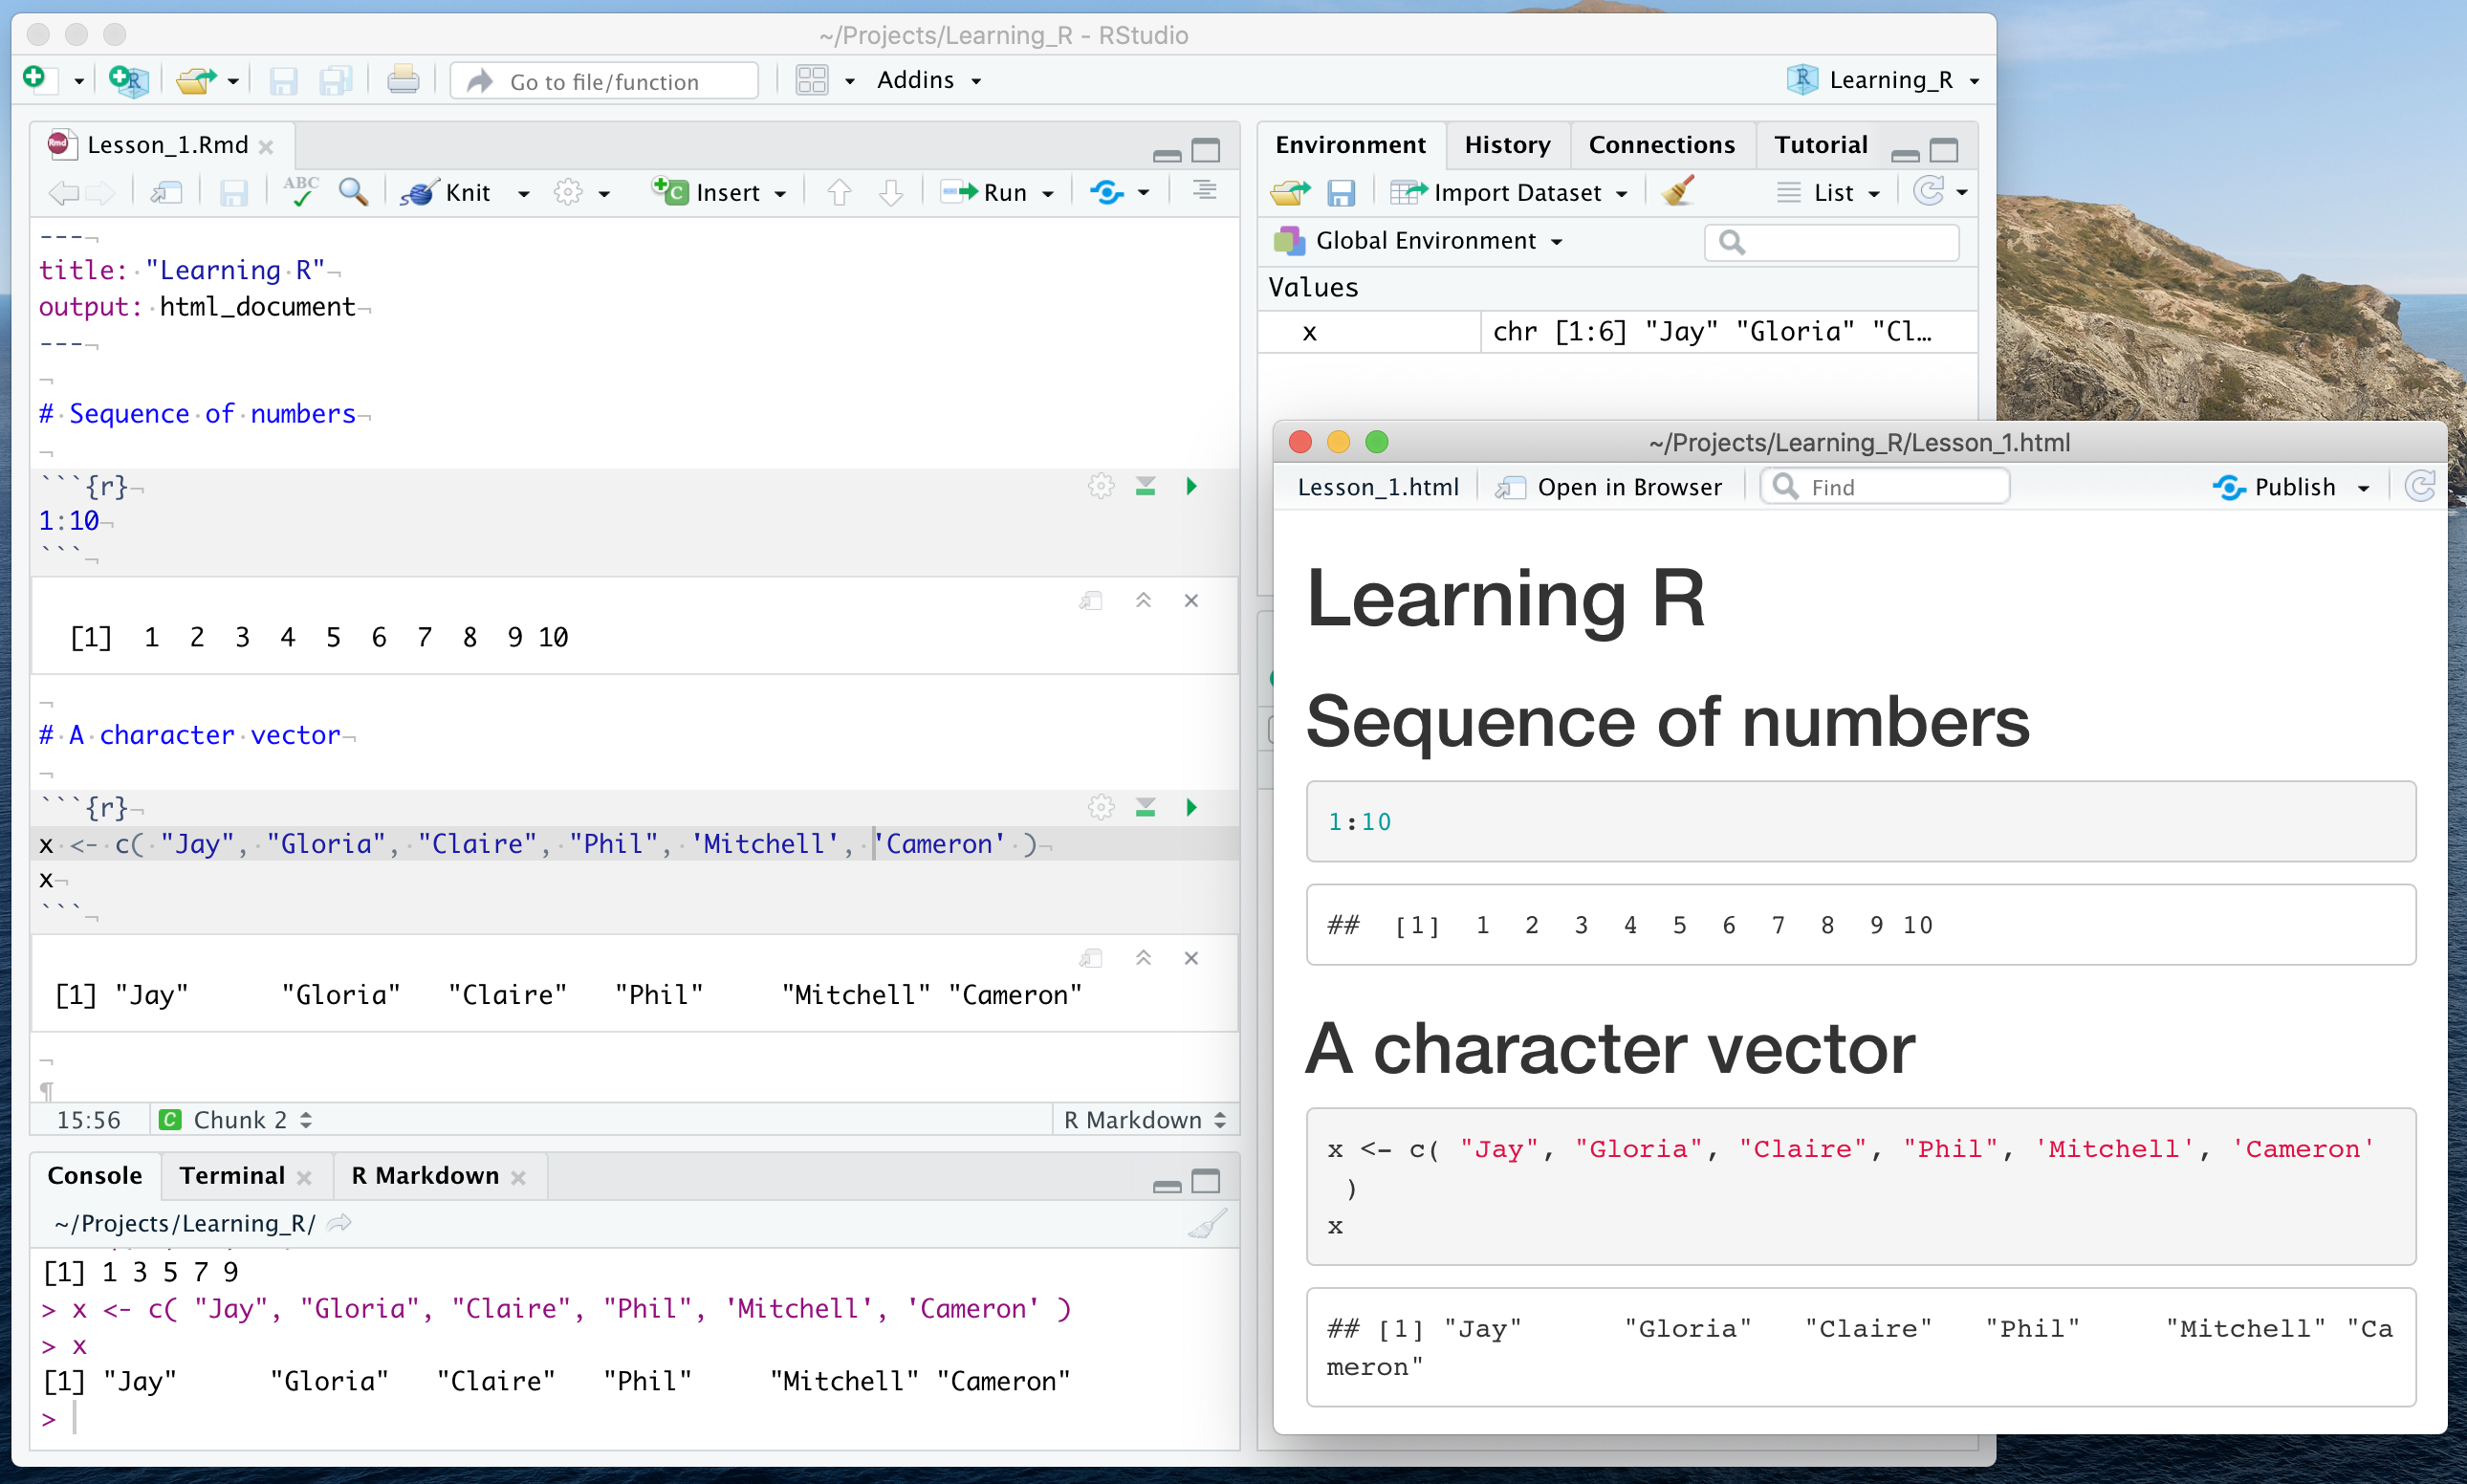 ~/Projects/Learning_R - RStudio
Go to file/function
Addins
Learning_R
Lesson_1.Rmd
ABC
Knit
Insert
Run
---
title: "Learning R"
output: html_document
---
# Sequence of numbers
```{r}
1:10
```
[1]  1  2  3  4  5  6  7  8  9 10
# A character vector
```{r}
x <- c( "Jay", "Gloria", "Claire", "Phil", 'Mitchell', 'Cameron' )
x
```
[1] "Jay"      "Gloria"   "Claire"   "Phil"     "Mitchell" "Cameron"
15:56
Chunk 2
R Markdown
Console
Terminal
R Markdown
~/Projects/Learning_R/
[1] 1 3 5 7 9
> x <- c( "Jay", "Gloria", "Claire", "Phil", 'Mitchell', 'Cameron' )
> x
[1] "Jay"      "Gloria"   "Claire"   "Phil"     "Mitchell" "Cameron"
>
Environment
History
Connections
Tutorial
Import Dataset
List
Global Environment
Values
x
chr [1:6] "Jay" "Gloria" "Cl…
~/Projects/Learning_R/Lesson_1.html
Lesson_1.html
Open in Browser
Find
Publish
Learning R
Sequence of numbers
1:10
##  [1]  1  2  3  4  5  6  7  8  9 10
A character vector
x <- c( "Jay", "Gloria", "Claire", "Phil", 'Mitchell', 'Cameron'
)
x
## [1] "Jay"      "Gloria"   "Claire"   "Phil"     "Mitchell" "Ca
meron"